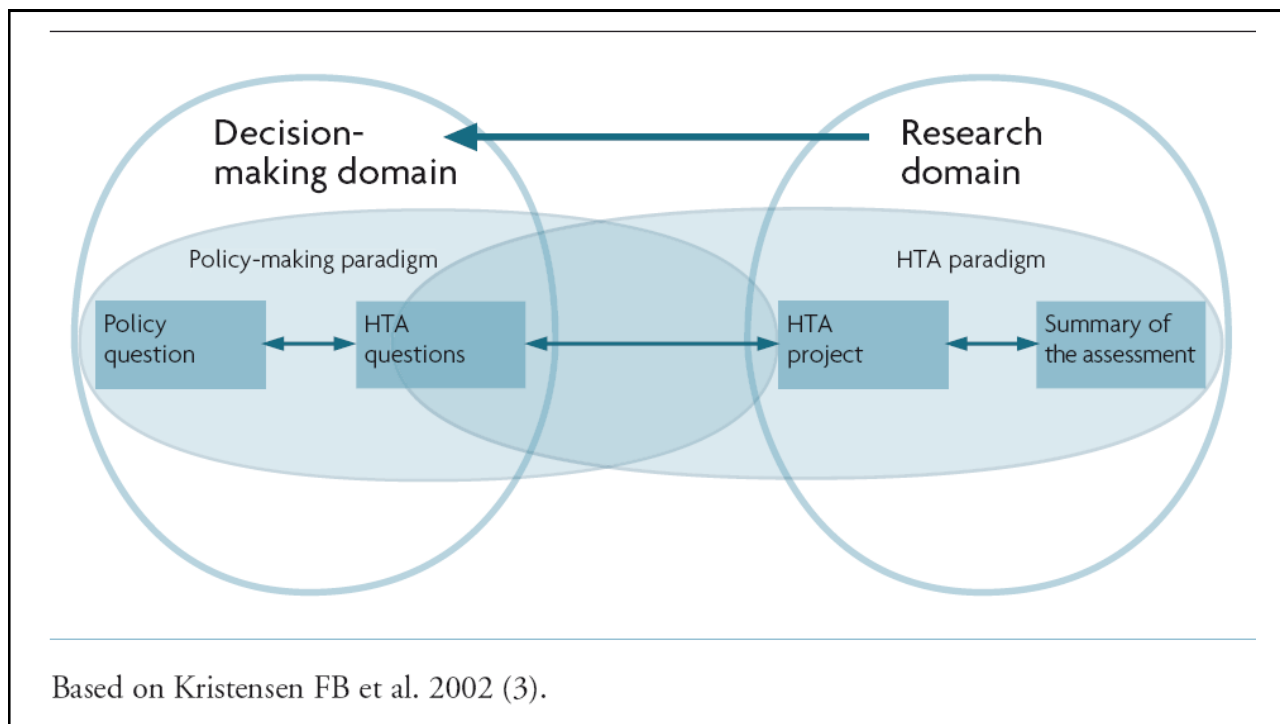 Decision-
making domain
Research
domain
Policy-making paradigm
HTA paradigm
Policy
question
HTA
questions
HTA
project
Summary of
the assessment
Based on Kristensen FB et al. 2002 (3).